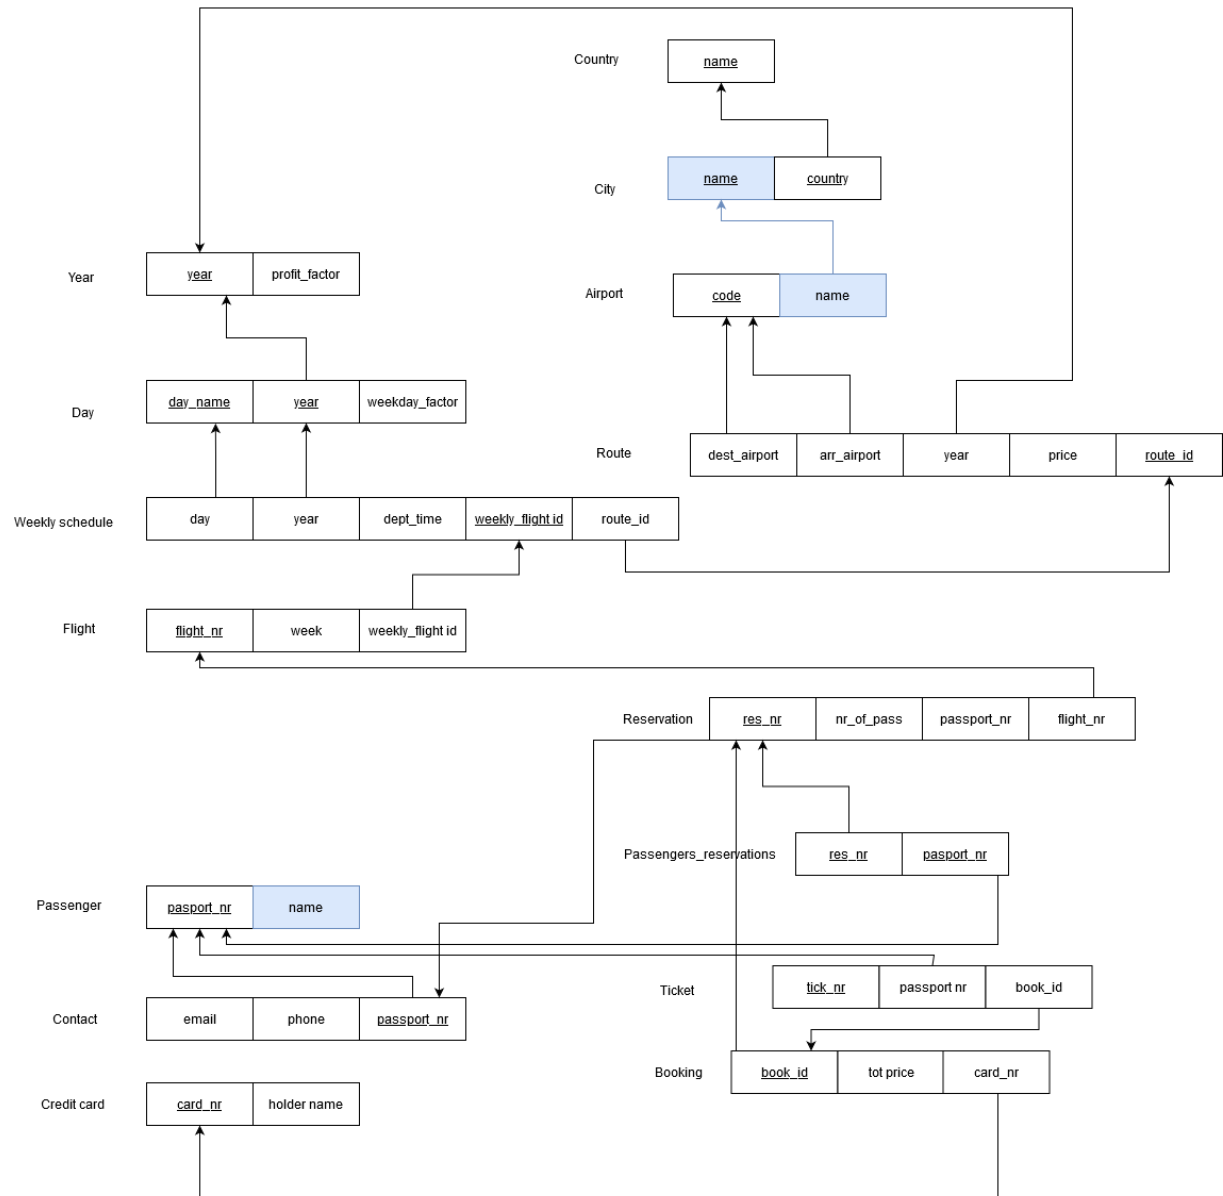 Country
name
City
name
country
Year
year
profit_factor
Airport
code
name
Day
day_name
year
weekday_factor
Route
dest_airport
arr_airport
year
price
route_id
Weekly schedule
day
year
dept_time
weekly_flight id
route_id
Flight
flight_nr
week
weekly_flight id
Reservation
res_nr
nr_of_pass
passport_nr
flight_nr
Passengers_reservations
res_nr
pasport_nr
Passenger
pasport_nr
name
Ticket
tick_nr
passport nr
book_id
Contact
email
phone
passport_nr
Booking
book_id
tot price
card_nr
Credit card
card_nr
holder name